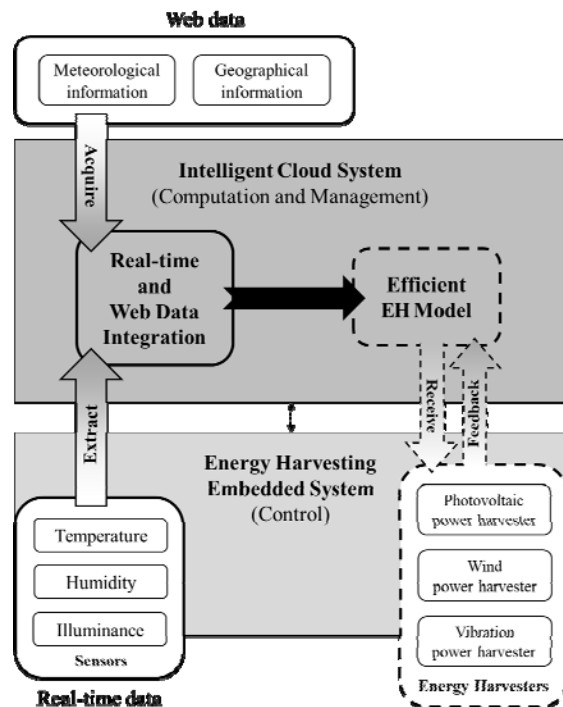 Web data
Meteorological
information
Geographical
information
Acquire
Intelligent Cloud System
(Computation and Management)
Real-time
and
Web Data
Integration
Efficient
EH Model
Receive
Feedback
Extract
Energy Harvesting
Embedded System
(Control)
Temperature
Humidity
Illuminance
Sensors
Real-time data
Photovoltaic
power harvester
Wind
power harvester
Vibration
power harvester
Energy Harvesters